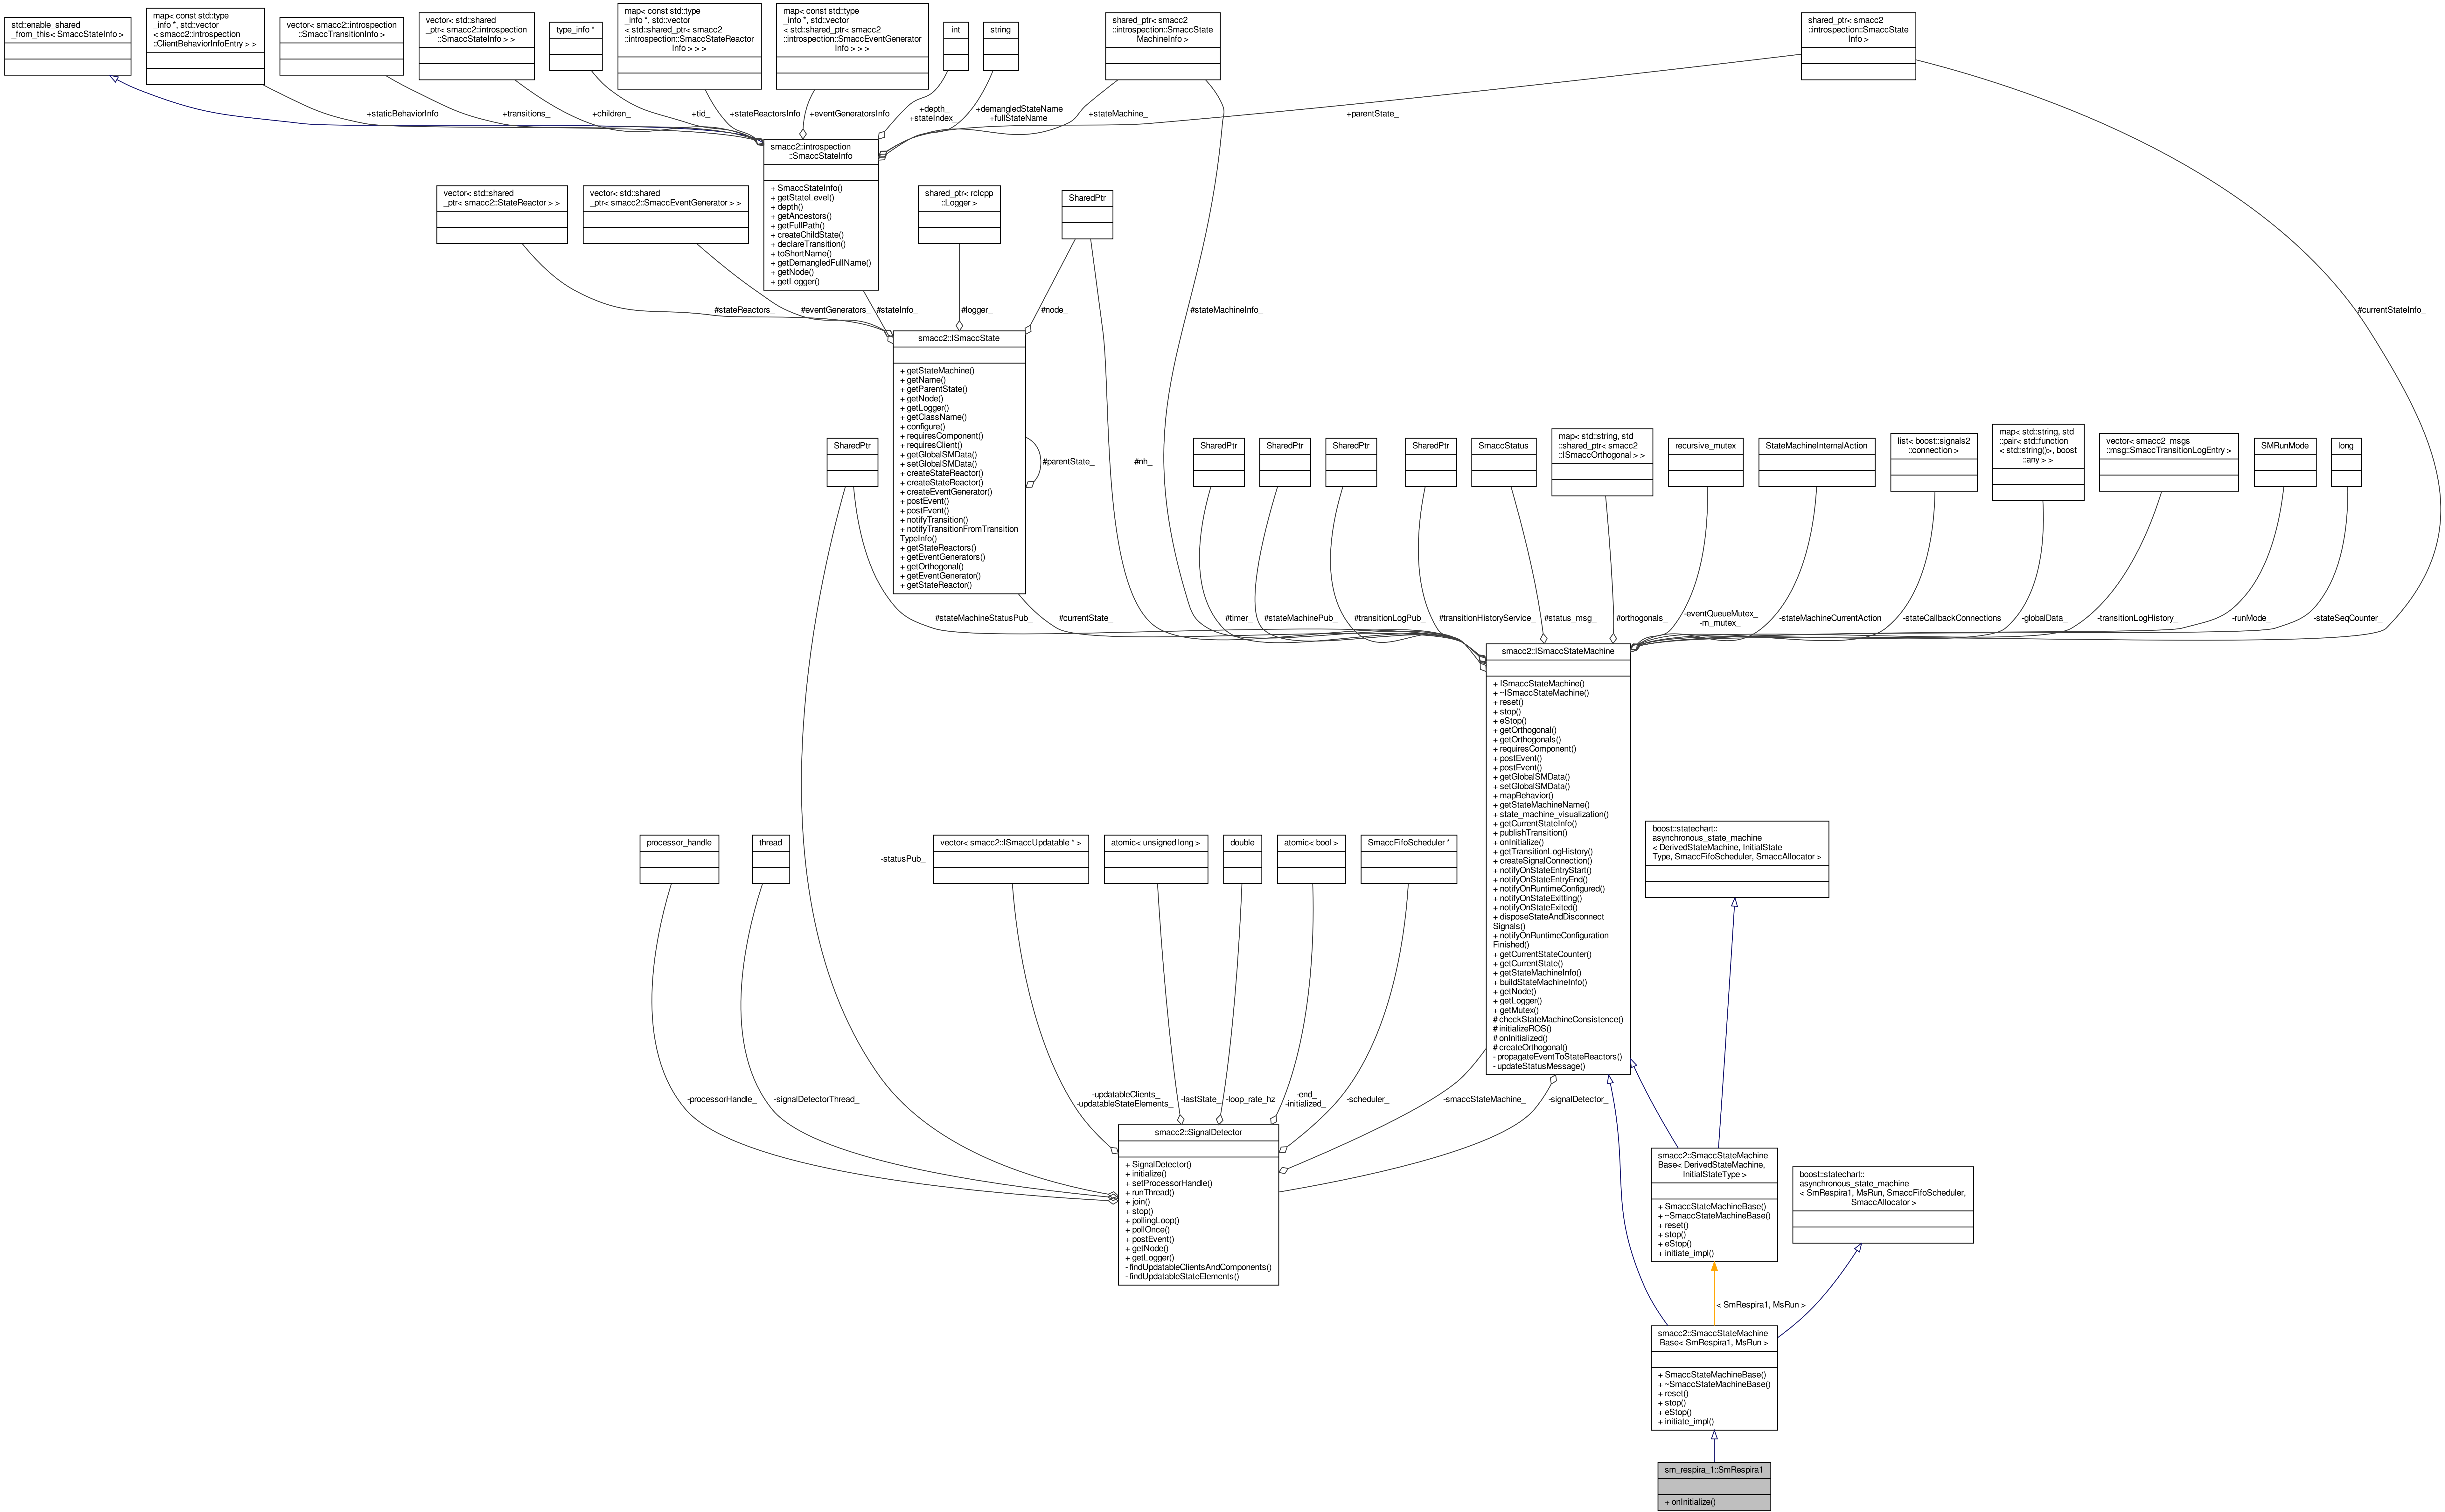 std::enable_shared
_from_this< SmaccStateInfo >
map< const std::type
_info *, std::vector
< smacc2::introspection
::ClientBehaviorInfoEntry > >
vector< smacc2::introspection
::SmaccTransitionInfo >
vector< std::shared
_ptr< smacc2::introspection
::SmaccStateInfo > >
type_info *
map< const std::type
_info *, std::vector
< std::shared_ptr< smacc2
::introspection::SmaccStateReactor
Info > > >
map< const std::type
_info *, std::vector
< std::shared_ptr< smacc2
::introspection::SmaccEventGenerator
Info > > >
int
string
shared_ptr< smacc2
::introspection::SmaccState
MachineInfo >
shared_ptr< smacc2
::introspection::SmaccState
Info >
+staticBehaviorInfo
+transitions_
+children_
+tid_
+stateReactorsInfo
+eventGeneratorsInfo
+depth_
+stateIndex_
+demangledStateName
+fullStateName
+stateMachine_
+parentState_
smacc2::introspection
::SmaccStateInfo
+ SmaccStateInfo()
+ getStateLevel()
+ depth()
+ getAncestors()
+ getFullPath()
+ createChildState()
+ declareTransition()
+ toShortName()
+ getDemangledFullName()
+ getNode()
+ getLogger()
vector< std::shared
_ptr< smacc2::StateReactor > >
vector< std::shared
_ptr< smacc2::SmaccEventGenerator > >
shared_ptr< rclcpp
::Logger >
SharedPtr
#stateReactors_
#eventGenerators_
#stateInfo_
#logger_
#node_
#stateMachineInfo_
#currentStateInfo_
smacc2::ISmaccState
+ getStateMachine()
+ getName()
+ getParentState()
+ getNode()
+ getLogger()
+ getClassName()
+ configure()
+ requiresComponent()
+ requiresClient()
+ getGlobalSMData()
+ setGlobalSMData()
+ createStateReactor()
+ createStateReactor()
+ createEventGenerator()
+ postEvent()
+ postEvent()
+ notifyTransition()
+ notifyTransitionFromTransition
TypeInfo()
+ getStateReactors()
+ getEventGenerators()
+ getOrthogonal()
+ getEventGenerator()
+ getStateReactor()
#parentState_
#nh_
SharedPtr
SharedPtr
SharedPtr
SharedPtr
SharedPtr
SmaccStatus
map< std::string, std
::shared_ptr< smacc2
::ISmaccOrthogonal > >
recursive_mutex
StateMachineInternalAction
list< boost::signals2
::connection >
map< std::string, std
::pair< std::function
< std::string()>, boost
::any > >
vector< smacc2_msgs
::msg::SmaccTransitionLogEntry >
SMRunMode
long
#stateMachineStatusPub_
#currentState_
#timer_
#stateMachinePub_
#transitionLogPub_
#transitionHistoryService_
#status_msg_
#orthogonals_
-eventQueueMutex_
-m_mutex_
-stateMachineCurrentAction
-stateCallbackConnections
-globalData_
-transitionLogHistory_
-runMode_
-stateSeqCounter_
smacc2::ISmaccStateMachine
+ ISmaccStateMachine()
+ ~ISmaccStateMachine()
+ reset()
+ stop()
+ eStop()
+ getOrthogonal()
+ getOrthogonals()
+ requiresComponent()
+ postEvent()
+ postEvent()
+ getGlobalSMData()
+ setGlobalSMData()
+ mapBehavior()
+ getStateMachineName()
+ state_machine_visualization()
+ getCurrentStateInfo()
+ publishTransition()
+ onInitialize()
+ getTransitionLogHistory()
+ createSignalConnection()
+ notifyOnStateEntryStart()
+ notifyOnStateEntryEnd()
+ notifyOnRuntimeConfigured()
+ notifyOnStateExitting()
+ notifyOnStateExited()
+ disposeStateAndDisconnect
Signals()
+ notifyOnRuntimeConfiguration
Finished()
+ getCurrentStateCounter()
+ getCurrentState()
+ getStateMachineInfo()
+ buildStateMachineInfo()
+ getNode()
+ getLogger()
+ getMutex()
# checkStateMachineConsistence()
# initializeROS()
# onInitialized()
# createOrthogonal()
- propagateEventToStateReactors()
- updateStatusMessage()
processor_handle
thread
-statusPub_
vector< smacc2::ISmaccUpdatable * >
atomic< unsigned long >
double
atomic< bool >
SmaccFifoScheduler *
boost::statechart::
asynchronous_state_machine
< DerivedStateMachine, InitialState
Type, SmaccFifoScheduler, SmaccAllocator >
-processorHandle_
-signalDetectorThread_
-updatableClients_
-updatableStateElements_
-lastState_
-loop_rate_hz
-end_
-initialized_
-scheduler_
-smaccStateMachine_
-signalDetector_
smacc2::SignalDetector
+ SignalDetector()
+ initialize()
+ setProcessorHandle()
+ runThread()
+ join()
+ stop()
+ pollingLoop()
+ pollOnce()
+ postEvent()
+ getNode()
+ getLogger()
- findUpdatableClientsAndComponents()
- findUpdatableStateElements()
smacc2::SmaccStateMachine
Base< DerivedStateMachine,
InitialStateType >
+ SmaccStateMachineBase()
+ ~SmaccStateMachineBase()
+ reset()
+ stop()
+ eStop()
+ initiate_impl()
boost::statechart::
asynchronous_state_machine
< SmRespira1, MsRun, SmaccFifoScheduler,
SmaccAllocator >
< SmRespira1, MsRun >
smacc2::SmaccStateMachine
Base< SmRespira1, MsRun >
+ SmaccStateMachineBase()
+ ~SmaccStateMachineBase()
+ reset()
+ stop()
+ eStop()
+ initiate_impl()
sm_respira_1::SmRespira1
+ onInitialize()